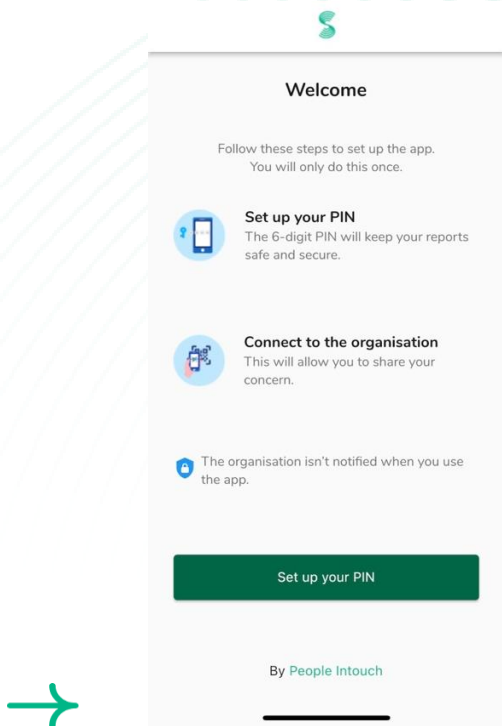 Welcome
Follow these steps to set up the app.
You will only do this once.
Set up your PIN
The 6-digit PIN will keep your reports
safe and secure.
Connect to the organisation
This will allow you to share your
concern.
The organisation isn't notified when you use
the app.
Set up your PIN
By People Intouch